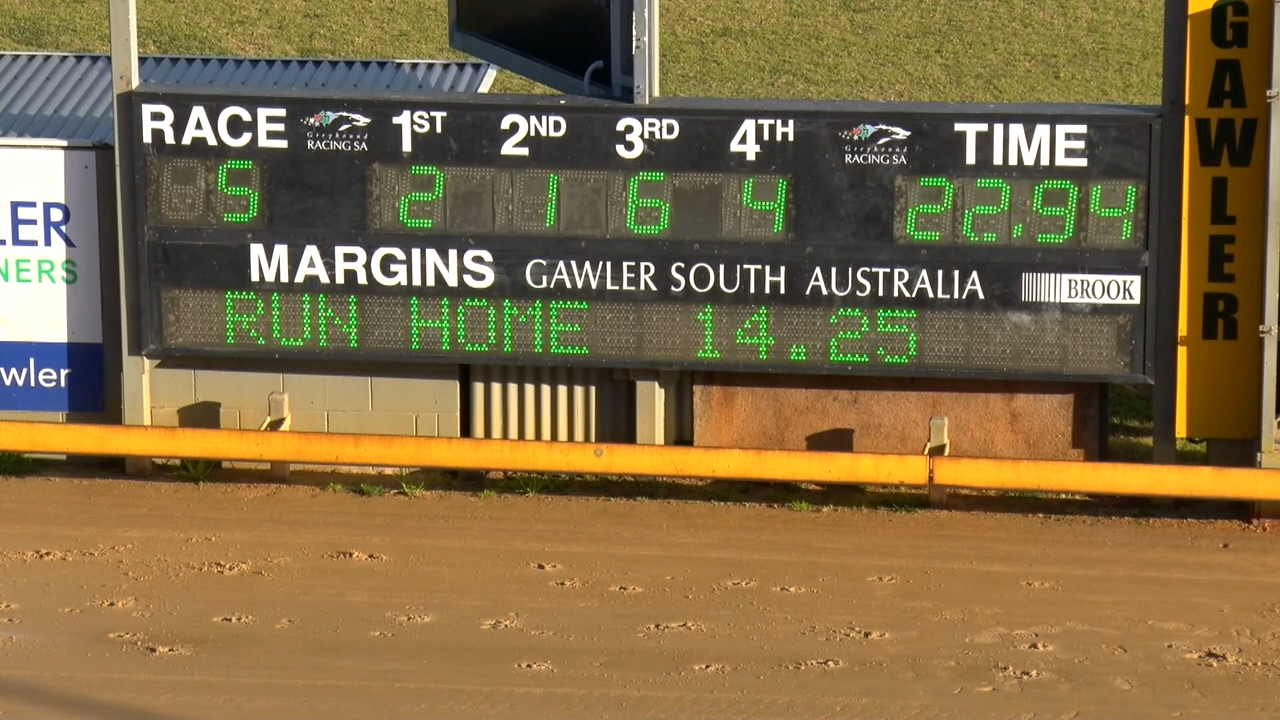 RACE 1ST 2ND 3RD 4TH TIME
Greyhound RACING SA
Greyhound RACING SA
5 2 1 6 4 22.94
MARGINS GAWLER SOUTH AUSTRALIA BROOK
RUN HOME 14.25
GAWLER
LER
NERS
wler